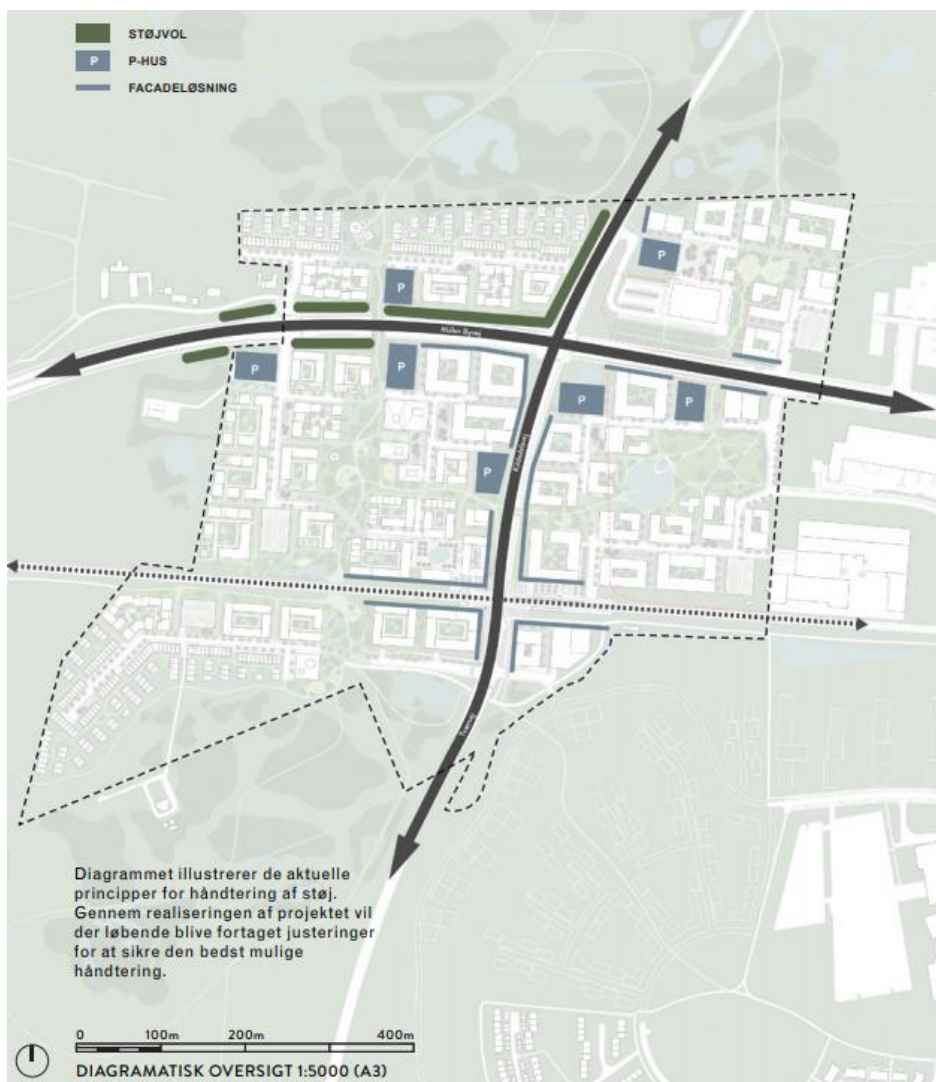 STØJVOL
P
P-HUS
FACADELØSNING
P
P
P
P
P
P
P
Diagrammet illustrerer de aktuelle
principper for håndtering af støj.
Gennem realiseringen af projektet vil
der løbende blive fortaget justeringer
for at sikre den bedst mulige
håndtering.
0 100m 200m 400m
DIAGRAMATISK OVERSIGT 1:5000 (A3)